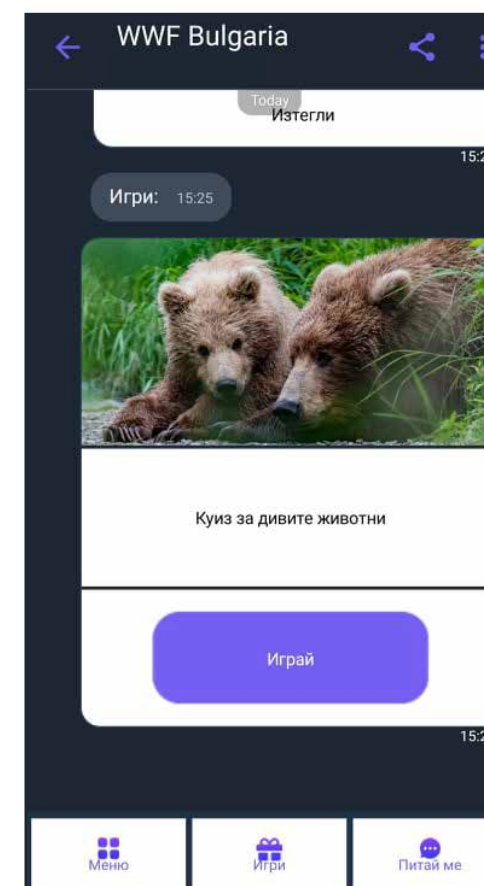 WWF Bulgaria
Today
Изтегли
Игри: 15:25
Куиз за дивите животни
Играй
Меню
Игри
Питай ме